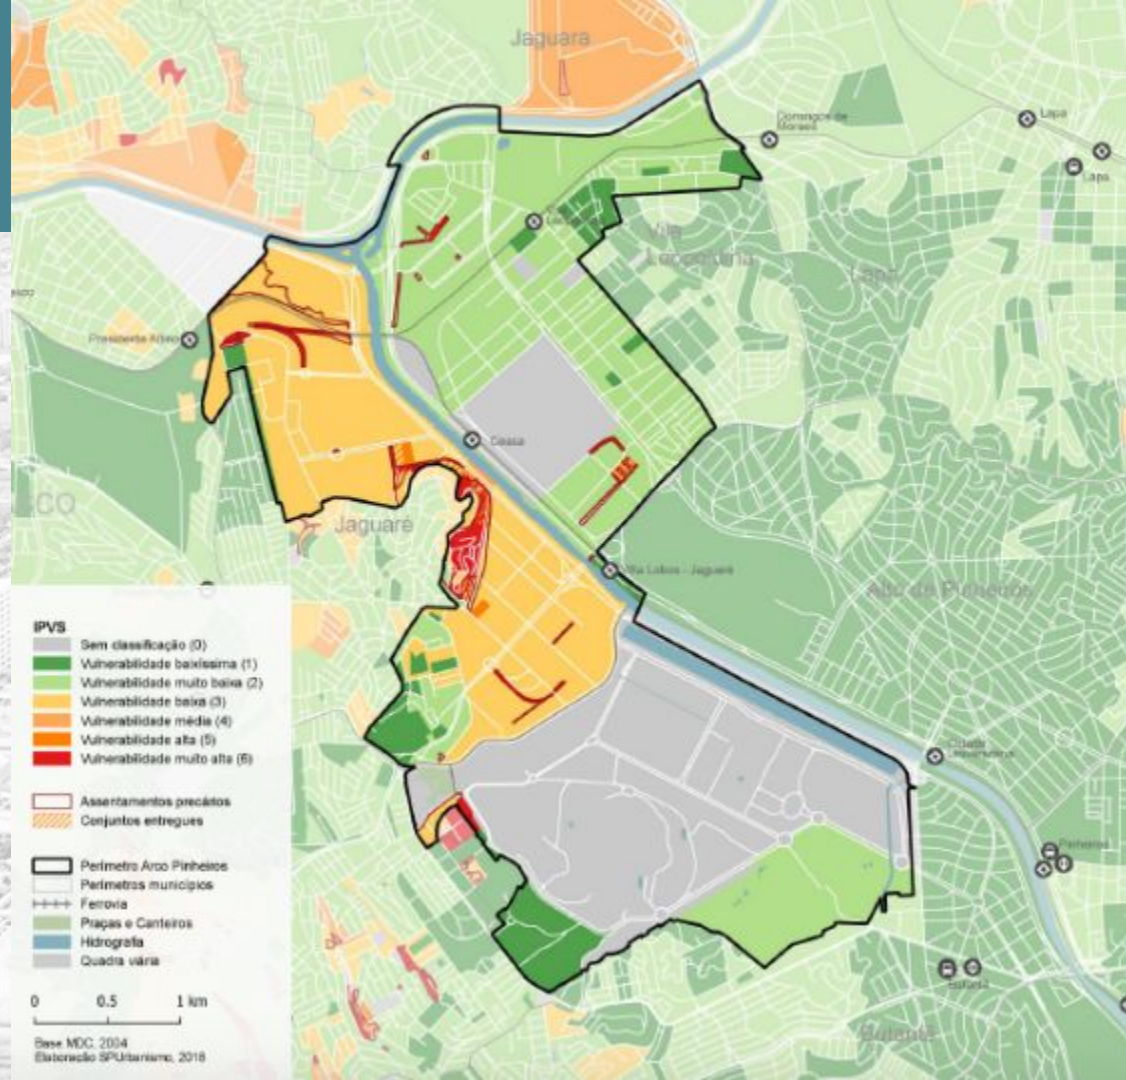 Jaguara
Domingos de
Moraes
Lapa
Lapa
Vila
Leopoldina
Lapa
Presidente Altino
Ceasa
SCO
Jaguaré
Villa Lobos - Jaguaré
Alto de Pinheiros
Cidade
Universitária
Pinheiros
Butantã
Butantã
IPVS
Sem classificação (0)
Vulnerabilidade baixíssima (1)
Vulnerabilidade muito baixa (2)
Vulnerabilidade baixa (3)
Vulnerabilidade média (4)
Vulnerabilidade alta (5)
Vulnerabilidade muito alta (6)
Assentamentos precários
Conjuntos entregues
Perímetro Arco Pinheiros
Perímetros municípios
Ferrovia
Praças e Canteiros
Hidrografia
Quadra viária
0 0.5 1 km
Base MDC, 2004
Elaboração SPUrbanismo, 2018